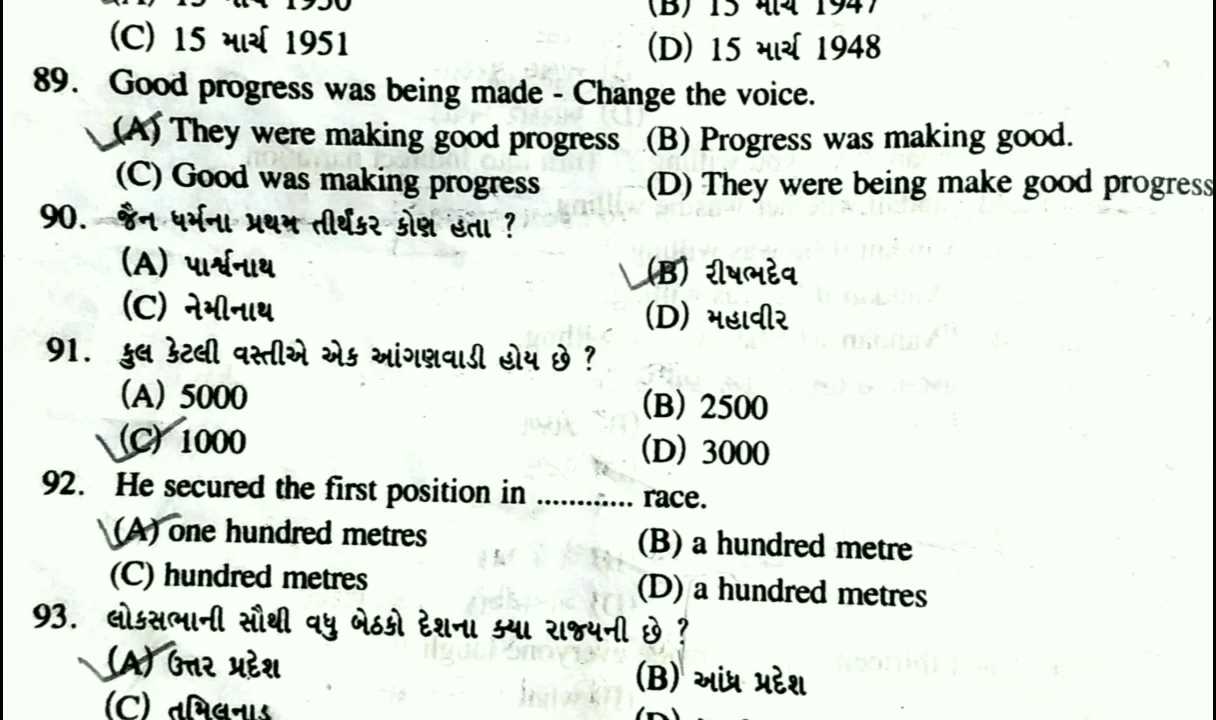 (A) 15 માર્ચ 1950 (B) 15 માર્ચ 1947
(C) 15 માર્ચ 1951 (D) 15 માર્ચ 1948
89. Good progress was being made - Change the voice.
(A) They were making good progress (B) Progress was making good.
(C) Good was making progress (D) They were being make good progress
90. જૈન ધર્મના પ્રથમ તીર્થંકર કોણ હતા ?
(A) પાર્શ્વનાથ (B) રીષભદેવ
(C) નેમીનાથ (D) મહાવીર
91. કુલ કેટલી વસ્તીએ એક આંગણવાડી હોય છે ?
(A) 5000 (B) 2500
(C) 1000 (D) 3000
92. He secured the first position in ............ race.
(A) one hundred metres (B) a hundred metre
(C) hundred metres (D) a hundred metres
93. લોકસભાની સૌથી વધુ બેઠકો દેશના ક્યા રાજ્યની છે ?
(A) ઉત્તર પ્રદેશ (B) આંધ્ર પ્રદેશ
(C) તમિલનાડુ (D)